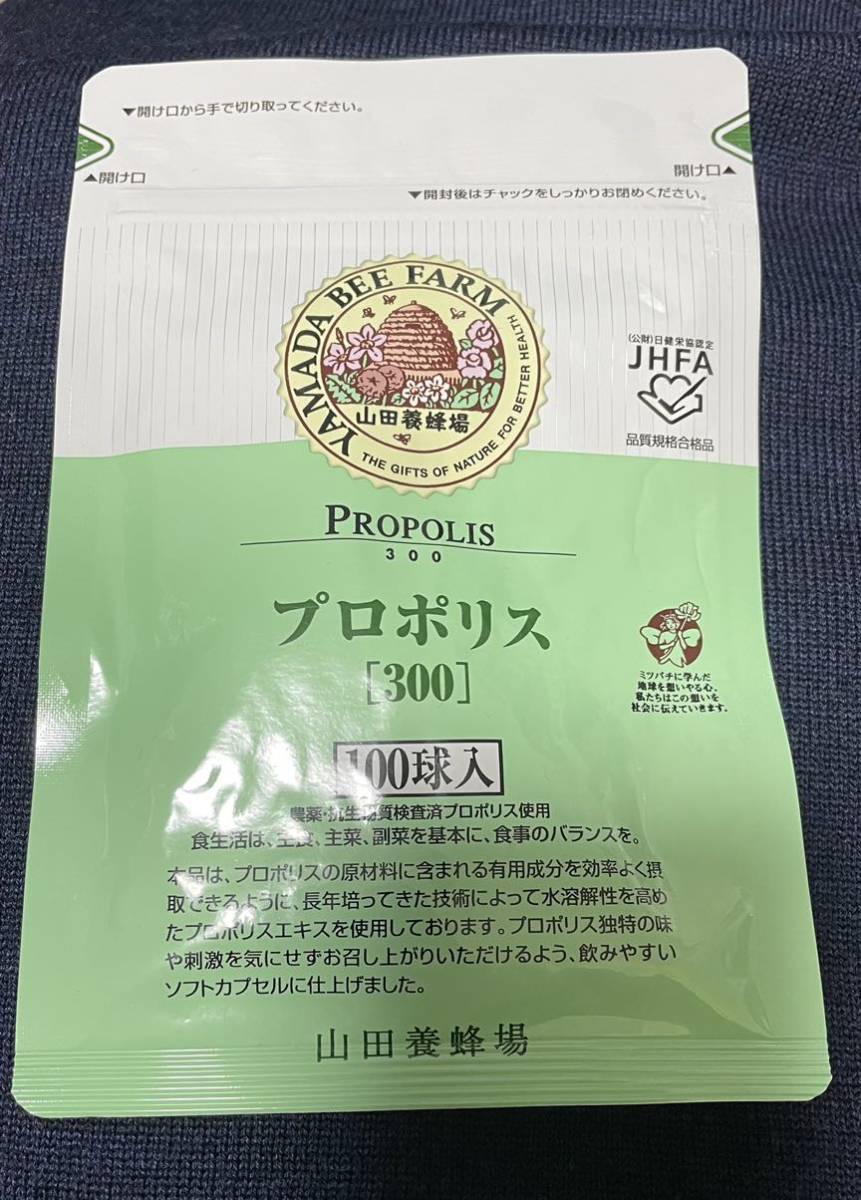 ▼開け口から手で切り取ってください。
▲開け口
開け口▲
▼開封後はチャックをしっかりお閉めください。
YAMADA BEE FARM
山田養蜂場
THE GIFTS OF NATURE FOR BETTER HEALTH
(公財)日健栄協認定
JHFA
品質規格合格品
PROPOLIS
300
プロポリス
[300]
ミツバチに学んだ
地球を想いやる心、
私たちはこの想いを
社会に伝えていきます。
100球入
農薬・抗生物質検査済プロポリス使用
食生活は、主食、主菜、副菜を基本に、食事のバランスを。
本品は、プロポリスの原材料に含まれる有用成分を効率よく摂
取できるように、長年培ってきた技術によって水溶解性を高め
たプロポリスエキスを使用しております。プロポリス独特の味
や刺激を気にせずお召し上がりいただけるよう、飲みやすい
ソフトカプセルに仕上げました。
山田養蜂場